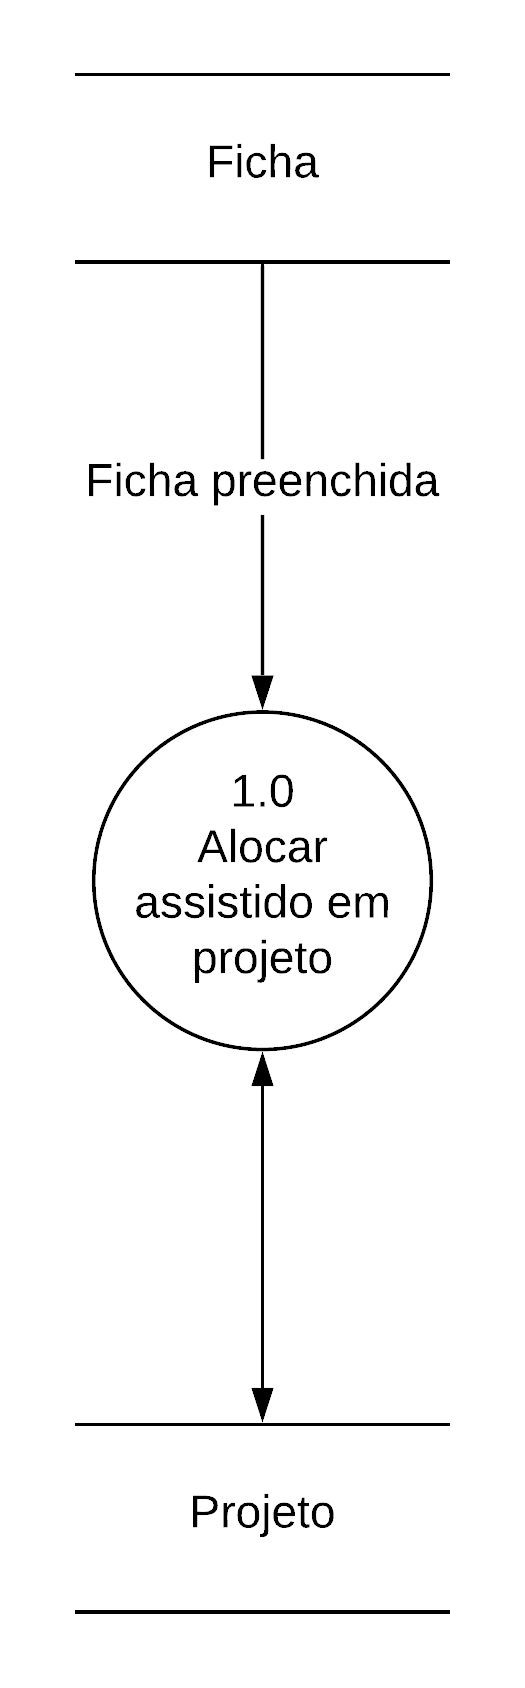 Ficha
Ficha preenchida
1.0
Alocar
assistido em
projeto
Projeto